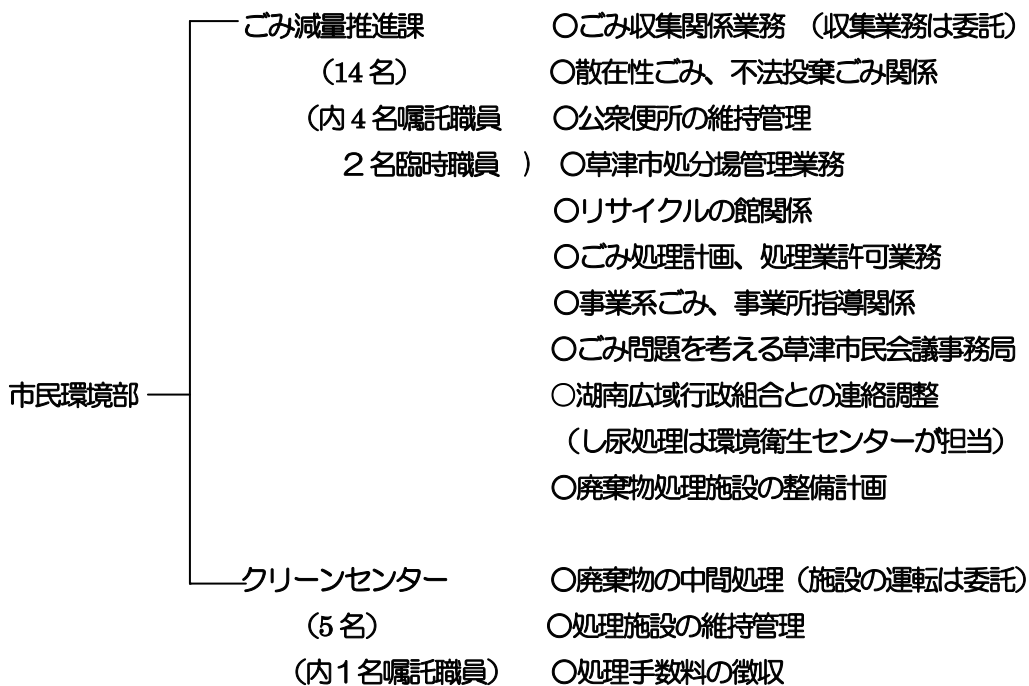 ごみ減量推進課 ○ごみ収集関係業務 (収集業務は委託)
(14名) ○散在性ごみ、不法投棄ごみ関係
(内4名嘱託職員 ○公衆便所の維持管理
2名臨時職員 ) ○草津市処分場管理業務
○リサイクルの館関係
○ごみ処理計画、処理業許可業務
○事業系ごみ、事業所指導関係
○ごみ問題を考える草津市民会議事務局
市民環境部 ○湖南広域行政組合との連絡調整
(し尿処理は環境衛生センターが担当)
○廃棄物処理施設の整備計画
クリーンセンター ○廃棄物の中間処理(施設の運転は委託)
(5名) ○処理施設の維持管理
(内1名嘱託職員) ○処理手数料の徴収